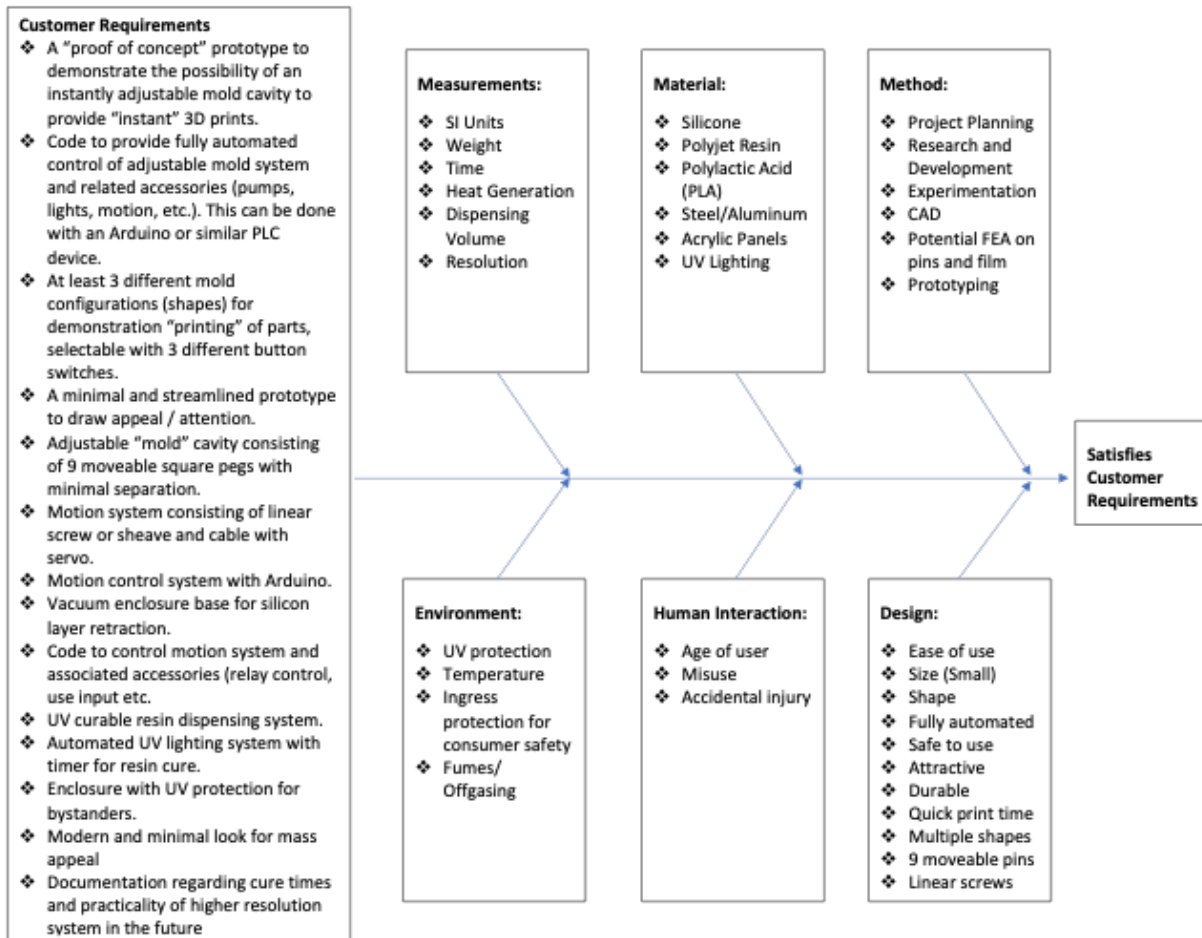 Customer Requirements
❖ A “proof of concept” prototype to
demonstrate the possibility of an
instantly adjustable mold cavity to
provide “instant” 3D prints.
❖ Code to provide fully automated
control of adjustable mold system
and related accessories (pumps,
lights, motion, etc.). This can be done
with an Arduino or similar PLC
device.
❖ At least 3 different mold
configurations (shapes) for
demonstration “printing” of parts,
selectable with 3 different button
switches.
❖ A minimal and streamlined prototype
to draw appeal / attention.
❖ Adjustable “mold” cavity consisting
of 9 moveable square pegs with
minimal separation.
❖ Motion system consisting of linear
screw or sheave and cable with
servo.
❖ Motion control system with Arduino.
❖ Vacuum enclosure base for silicon
layer retraction.
❖ Code to control motion system and
associated accessories (relay control,
use input etc.
❖ UV curable resin dispensing system.
❖ Automated UV lighting system with
timer for resin cure.
❖ Enclosure with UV protection for
bystanders.
❖ Modern and minimal look for mass
appeal
❖ Documentation regarding cure times
and practicality of higher resolution
system in the future
Measurements:
❖ SI Units
❖ Weight
❖ Time
❖ Heat Generation
❖ Dispensing
Volume
❖ Resolution
Material:
❖ Silicone
❖ Polyjet Resin
❖ Polylactic Acid
(PLA)
❖ Steel/Aluminum
❖ Acrylic Panels
❖ UV Lighting
Method:
❖ Project Planning
❖ Research and
Development
❖ Experimentation
❖ CAD
❖ Potential FEA on
pins and film
❖ Prototyping
Satisfies
Customer
Requirements
Environment:
❖ UV protection
❖ Temperature
❖ Ingress
protection for
consumer safety
❖ Fumes/
Offgasing
Human Interaction:
❖ Age of user
❖ Misuse
❖ Accidental injury
Design:
❖ Ease of use
❖ Size (Small)
❖ Shape
❖ Fully automated
❖ Safe to use
❖ Attractive
❖ Durable
❖ Quick print time
❖ Multiple shapes
❖ 9 moveable pins
❖ Linear screws